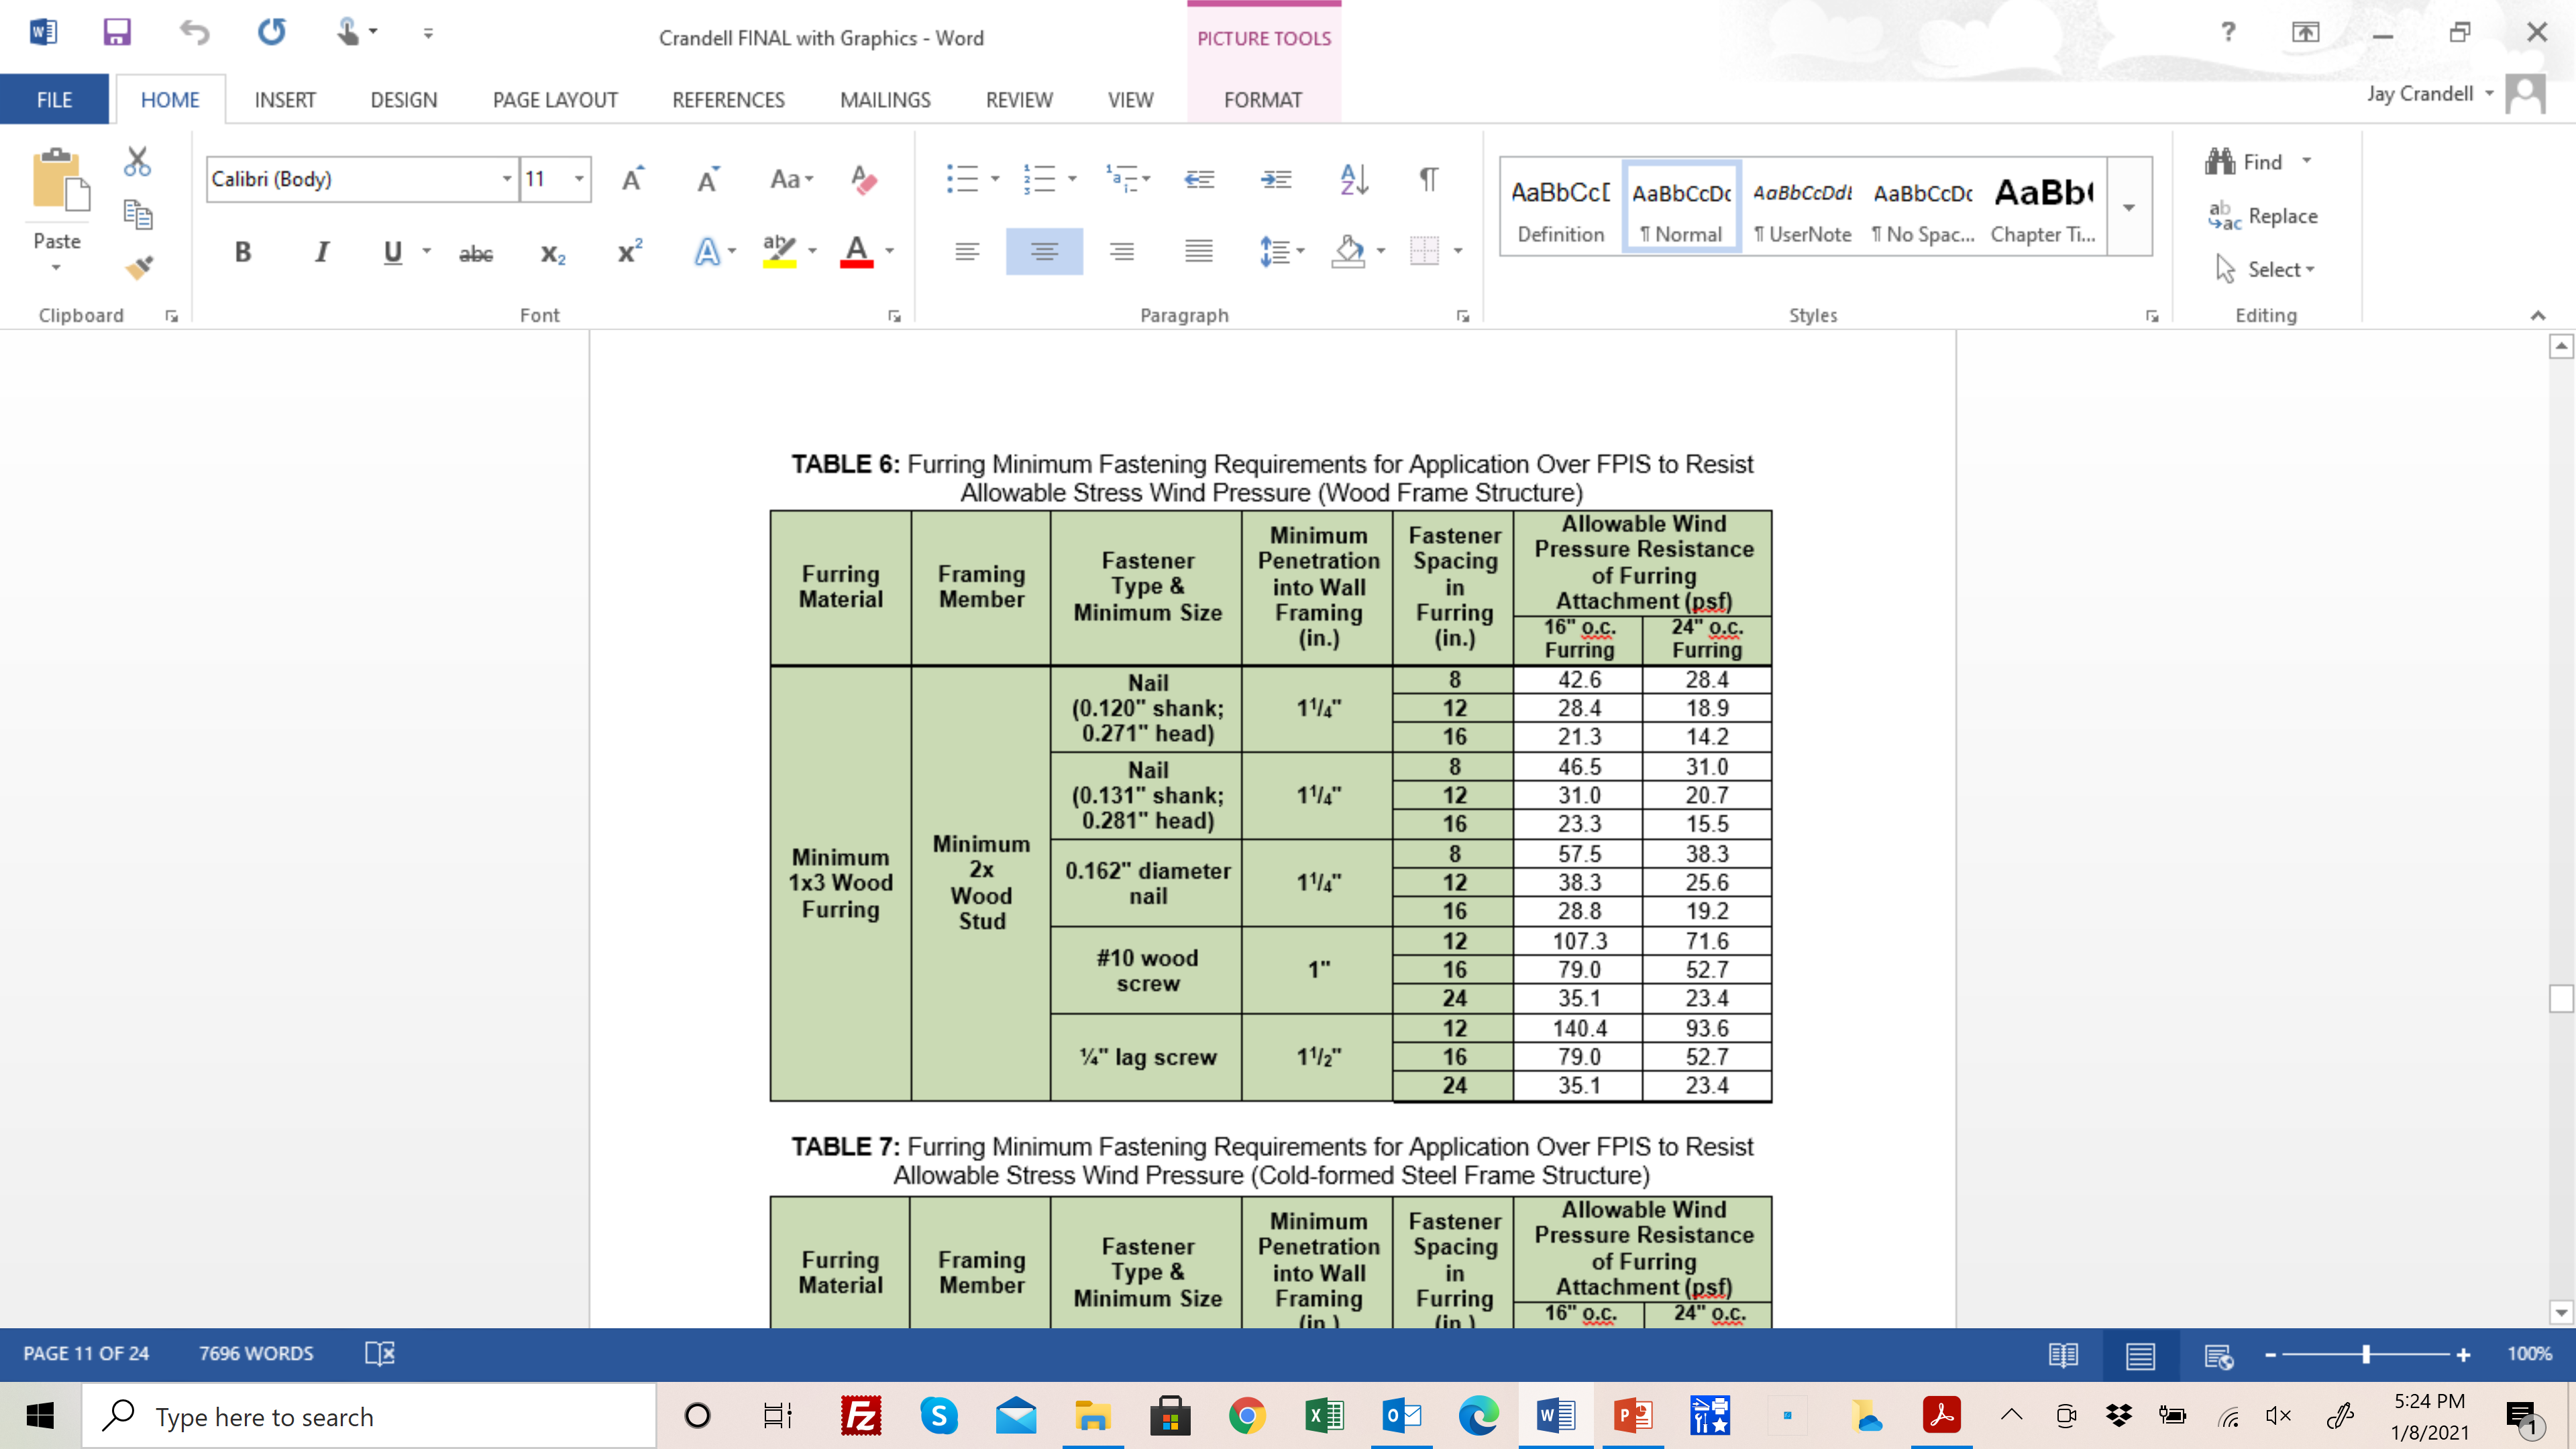 Crandell FINAL with Graphics - Word
PICTURE TOOLS
?
FILE
HOME
INSERT
DESIGN
PAGE LAYOUT
REFERENCES
MAILINGS
REVIEW
VIEW
FORMAT
Jay Crandell
Paste
Calibri (Body)
11
Aa
B I U abc X₂ X²
A
ab
A
AaBbCcD
AaBbCcDc
AaBbCcDdE
AaBbCcDc
AaBb(
Definition
¶ Normal
¶ UserNote
¶ No Spac...
Chapter Ti...
Find
Replace
Select
Clipboard
Font
Paragraph
Styles
Editing
TABLE 6: Furring Minimum Fastening Requirements for Application Over FPIS to Resist
Allowable Stress Wind Pressure (Wood Frame Structure)
Furring
Material
Framing
Member
Fastener
Type &
Minimum Size
Minimum
Penetration
into Wall
Framing
(in.)
Fastener
Spacing
in
Furring
(in.)
Allowable Wind
Pressure Resistance
of Furring
Attachment (psf)
16" o.c.
Furring
24" o.c.
Furring
Minimum
1x3 Wood
Furring
Minimum
2x
Wood
Stud
Nail
(0.120" shank;
0.271" head)
1¹/₄"
8 42.6 28.4
12 28.4 18.9
16 21.3 14.2
Nail
(0.131" shank;
0.281" head)
1¹/₄"
8 46.5 31.0
12 31.0 20.7
16 23.3 15.5
0.162" diameter
nail
1¹/₄"
8 57.5 38.3
12 38.3 25.6
16 28.8 19.2
#10 wood
screw
1"
12 107.3 71.6
16 79.0 52.7
24 35.1 23.4
¼" lag screw
1¹/₂"
12 140.4 93.6
16 79.0 52.7
24 35.1 23.4
TABLE 7: Furring Minimum Fastening Requirements for Application Over FPIS to Resist
Allowable Stress Wind Pressure (Cold-formed Steel Frame Structure)
Furring
Material
Framing
Member
Fastener
Type &
Minimum Size
Minimum
Penetration
into Wall
Framing
(in.)
Fastener
Spacing
in
Furring
(in.)
Allowable Wind
Pressure Resistance
of Furring
Attachment (psf)
16" o.c.
24" o.c.
PAGE 11 OF 24
7696 WORDS
100%
Type here to search
5:24 PM
1/8/2021
1